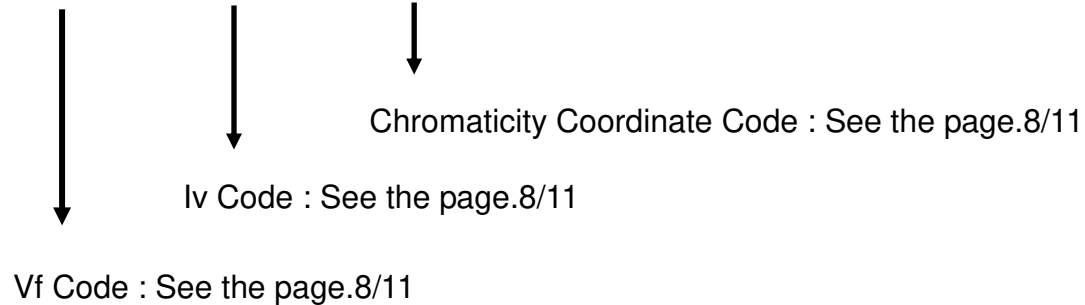 Chromaticity Coordinate Code : See the page.8/11
Iv Code : See the page.8/11
Vf Code : See the page.8/11